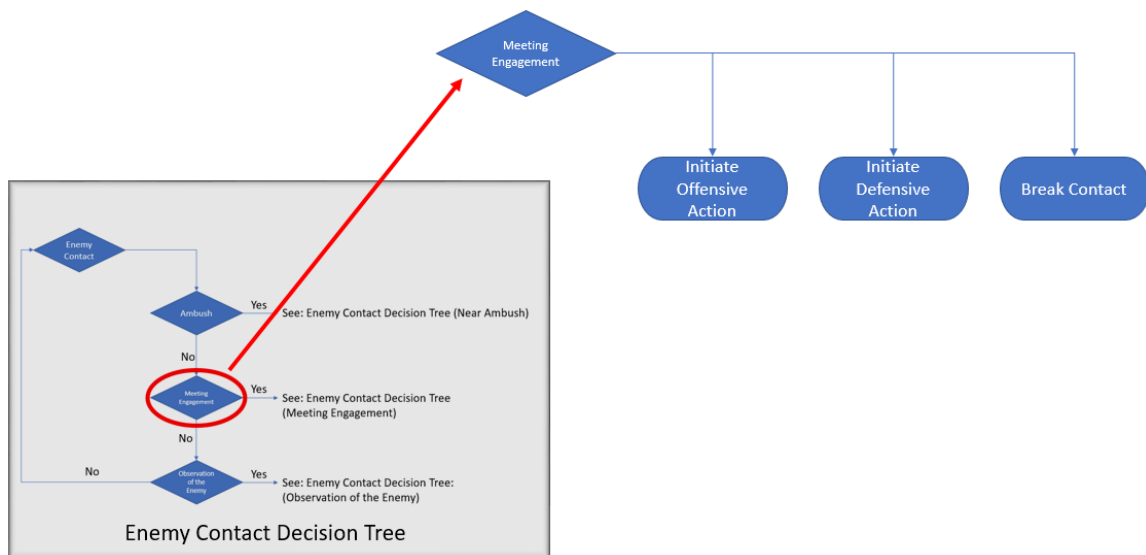 Meeting
Engagement
Initiate
Offensive
Action
Initiate
Defensive
Action
Break Contact
Enemy
Contact
Ambush
Yes
See: Enemy Contact Decision Tree (Near Ambush)
No
Meeting
Engagement
Yes
See: Enemy Contact Decision Tree
(Meeting Engagement)
No
Observation
of the
Enemy
No
Yes
See: Enemy Contact Decision Tree:
(Observation of the Enemy)
Enemy Contact Decision Tree